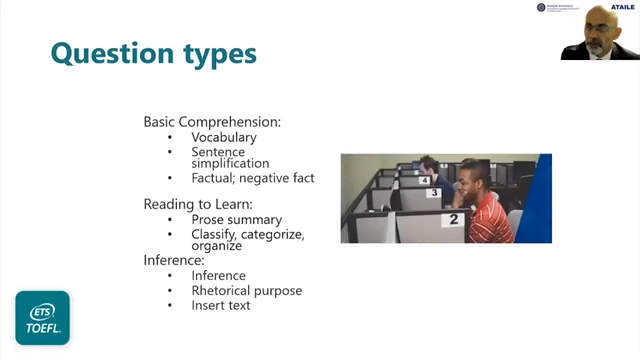 ATAILE
Question types
Basic Comprehension:
• Vocabulary
• Sentence
simplification
• Factual; negative fact
Reading to Learn:
• Prose summary
• Classify, categorize,
organize
Inference:
• Inference
• Rhetorical purpose
• Insert text
4
3
2
ETS
TOEFL